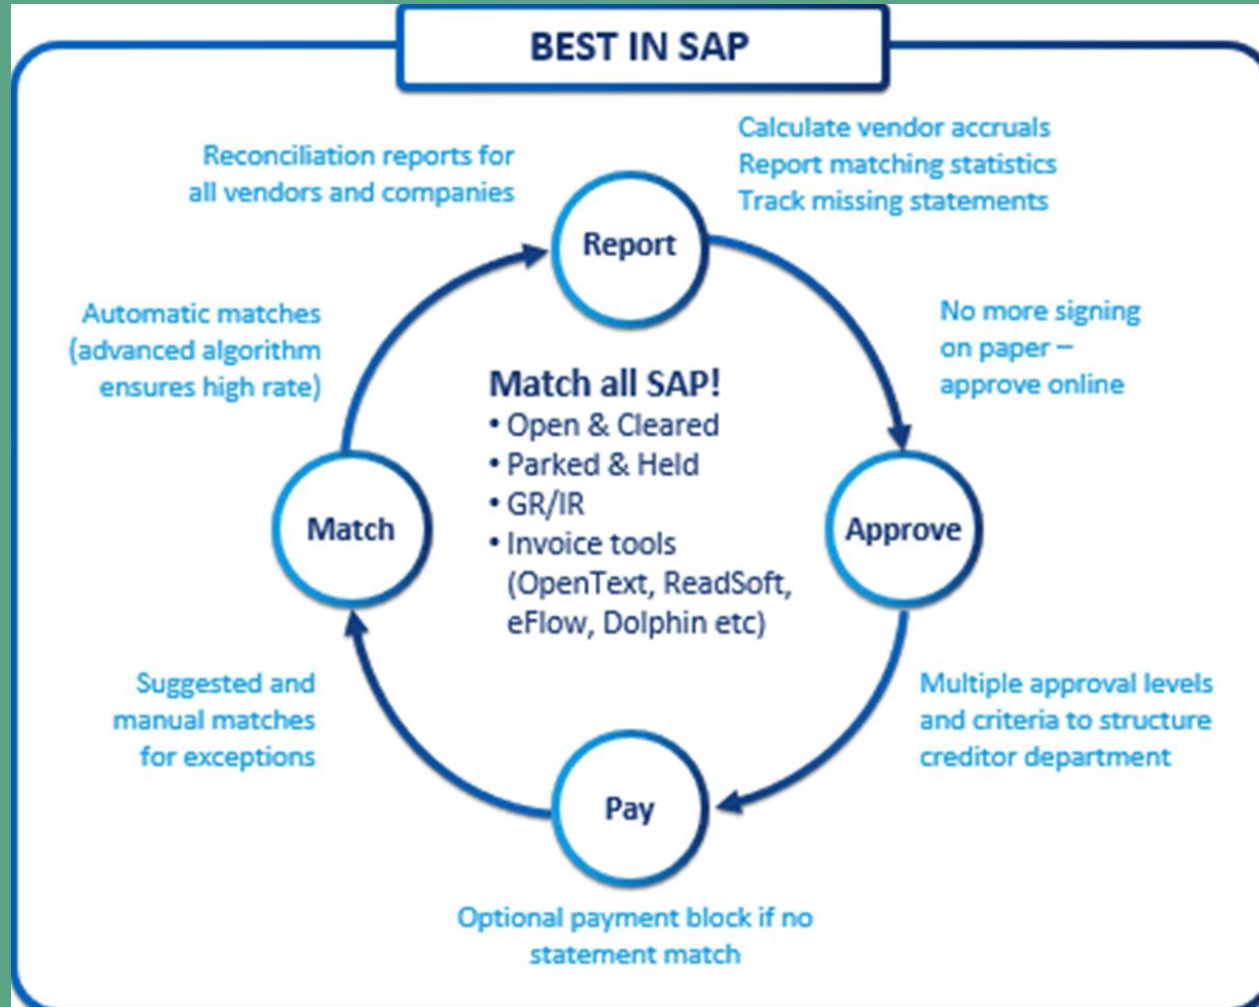 BEST IN SAP
Reconciliation reports for
all vendors and companies
Calculate vendor accruals
Report matching statistics
Track missing statements
Report
Automatic matches
(advanced algorithm
ensures high rate)
No more signing
on paper –
approve online
Match all SAP!
• Open & Cleared
• Parked & Held
• GR/IR
• Invoice tools
(OpenText, ReadSoft,
eFlow, Dolphin etc)
Match
Approve
Suggested and
manual matches
for exceptions
Multiple approval levels
and criteria to structure
creditor department
Pay
Optional payment block if no
statement match